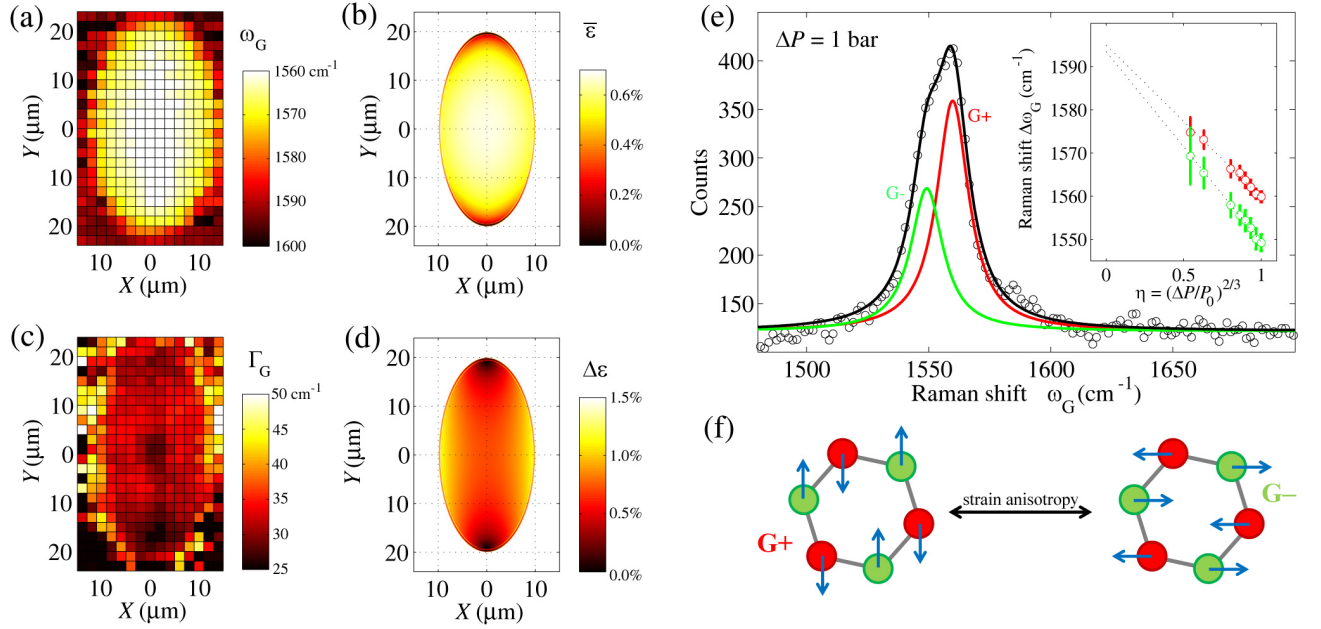 (a)
ω_G
1560 cm⁻¹
1570
1580
1590
1600
20
10
0
10
20
Y (μm)
10 0 10
X (μm)
(b)
ε̅
0.6%
0.4%
0.2%
0.0%
20
10
0
10
20
Y (μm)
10 0 10
X (μm)
(c)
Γ_G
50 cm⁻¹
45
40
35
30
25
20
10
0
10
20
Y (μm)
10 0 10
X (μm)
(d)
Δε
1.5%
1.0%
0.5%
0.0%
20
10
0
10
20
Y (μm)
10 0 10
X (μm)
(e)
ΔP = 1 bar
400
350
300
250
200
150
Counts
G+
G-
1500 1550 1600 1650
Raman shift ω_G (cm⁻¹)
1590
1580
1570
1560
1550
Raman shift Δω_G (cm⁻¹)
0 0.5 1
η = (ΔP/P₀)^2/3
(f)
G+
strain anisotropy
G−